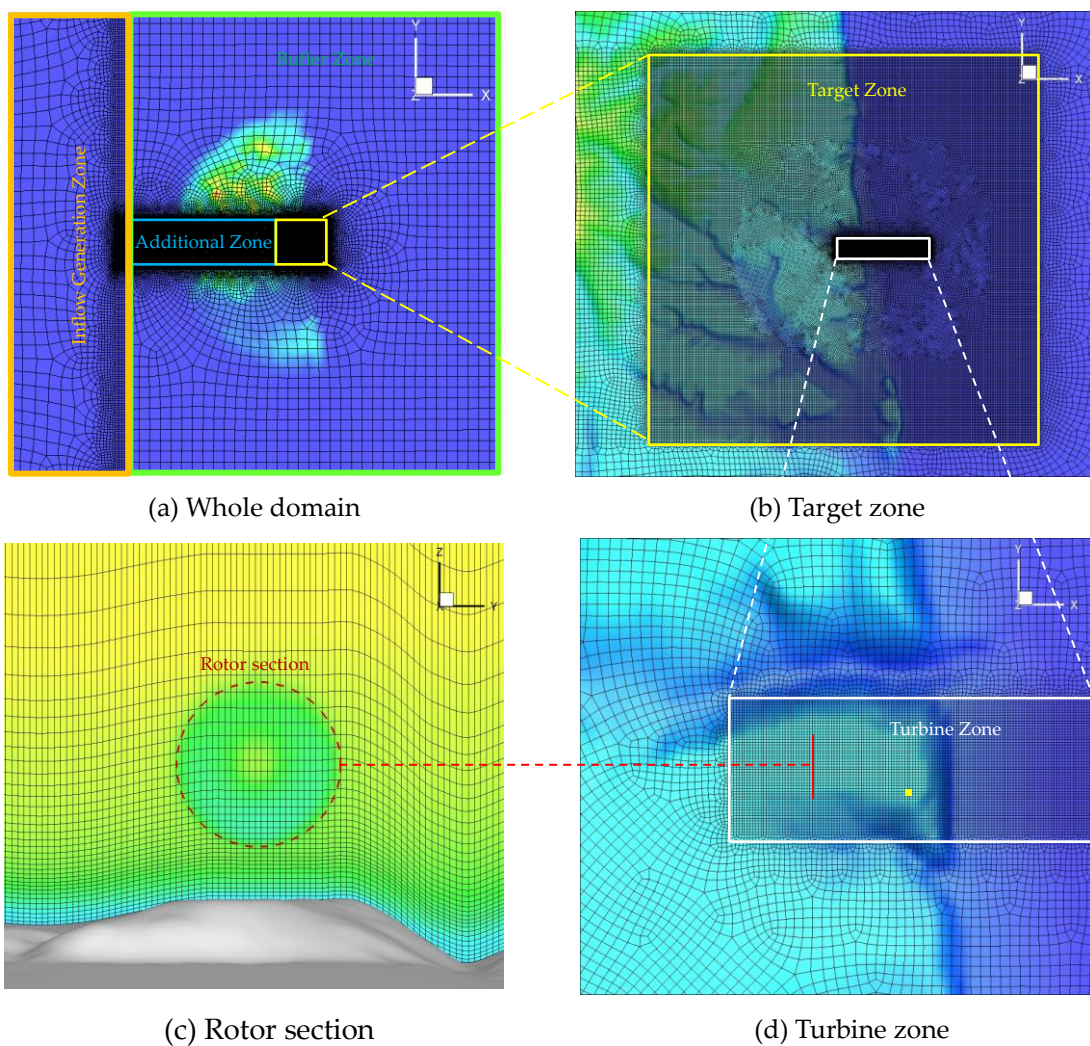 Buffer Zone
Y
Z
X
Inflow Generation Zone
Additional Zone
(a) Whole domain
Y
Z
X
Target Zone
(b) Target zone
Z
X
Y
Rotor section
(c) Rotor section
Y
Z
X
Turbine Zone
(d) Turbine zone